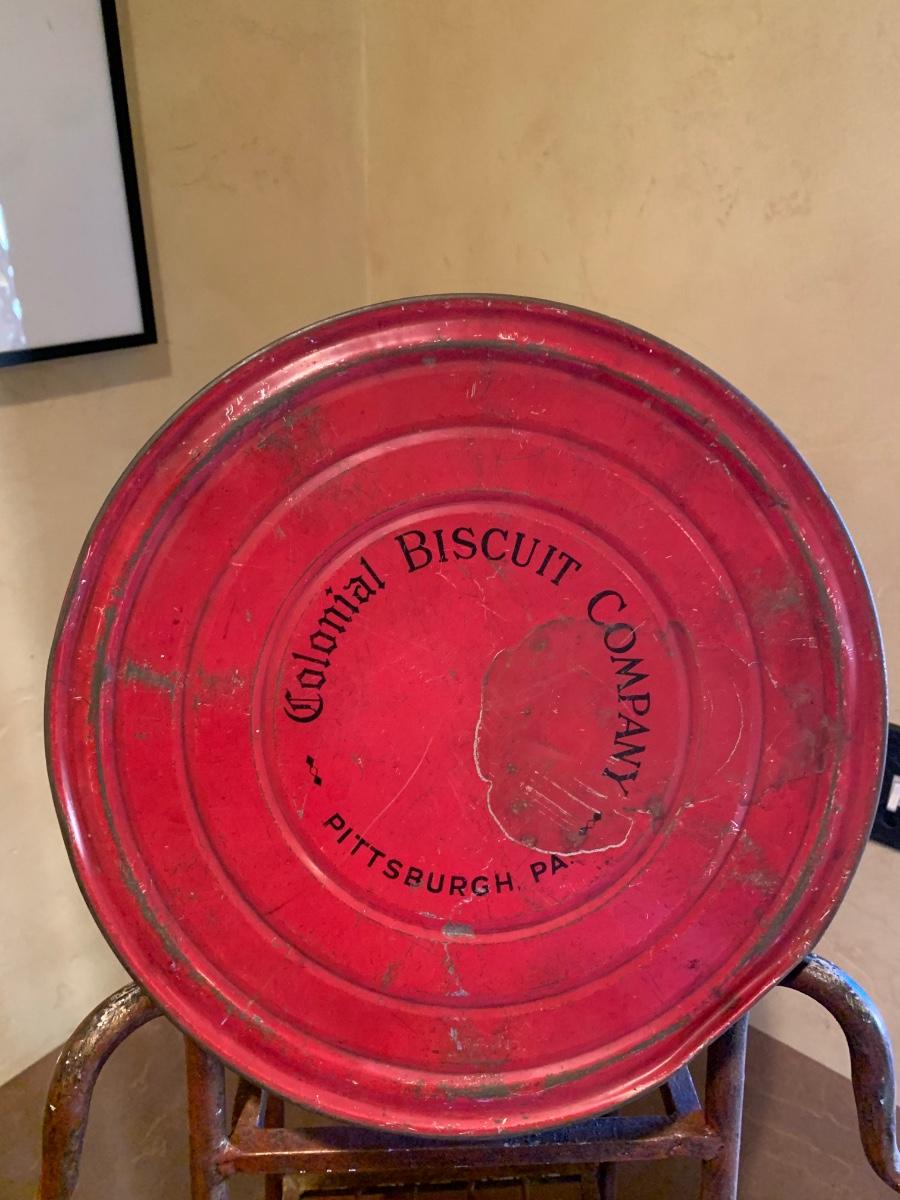 Colonial BISCUIT COMPANY
PITTSBURGH, PA.